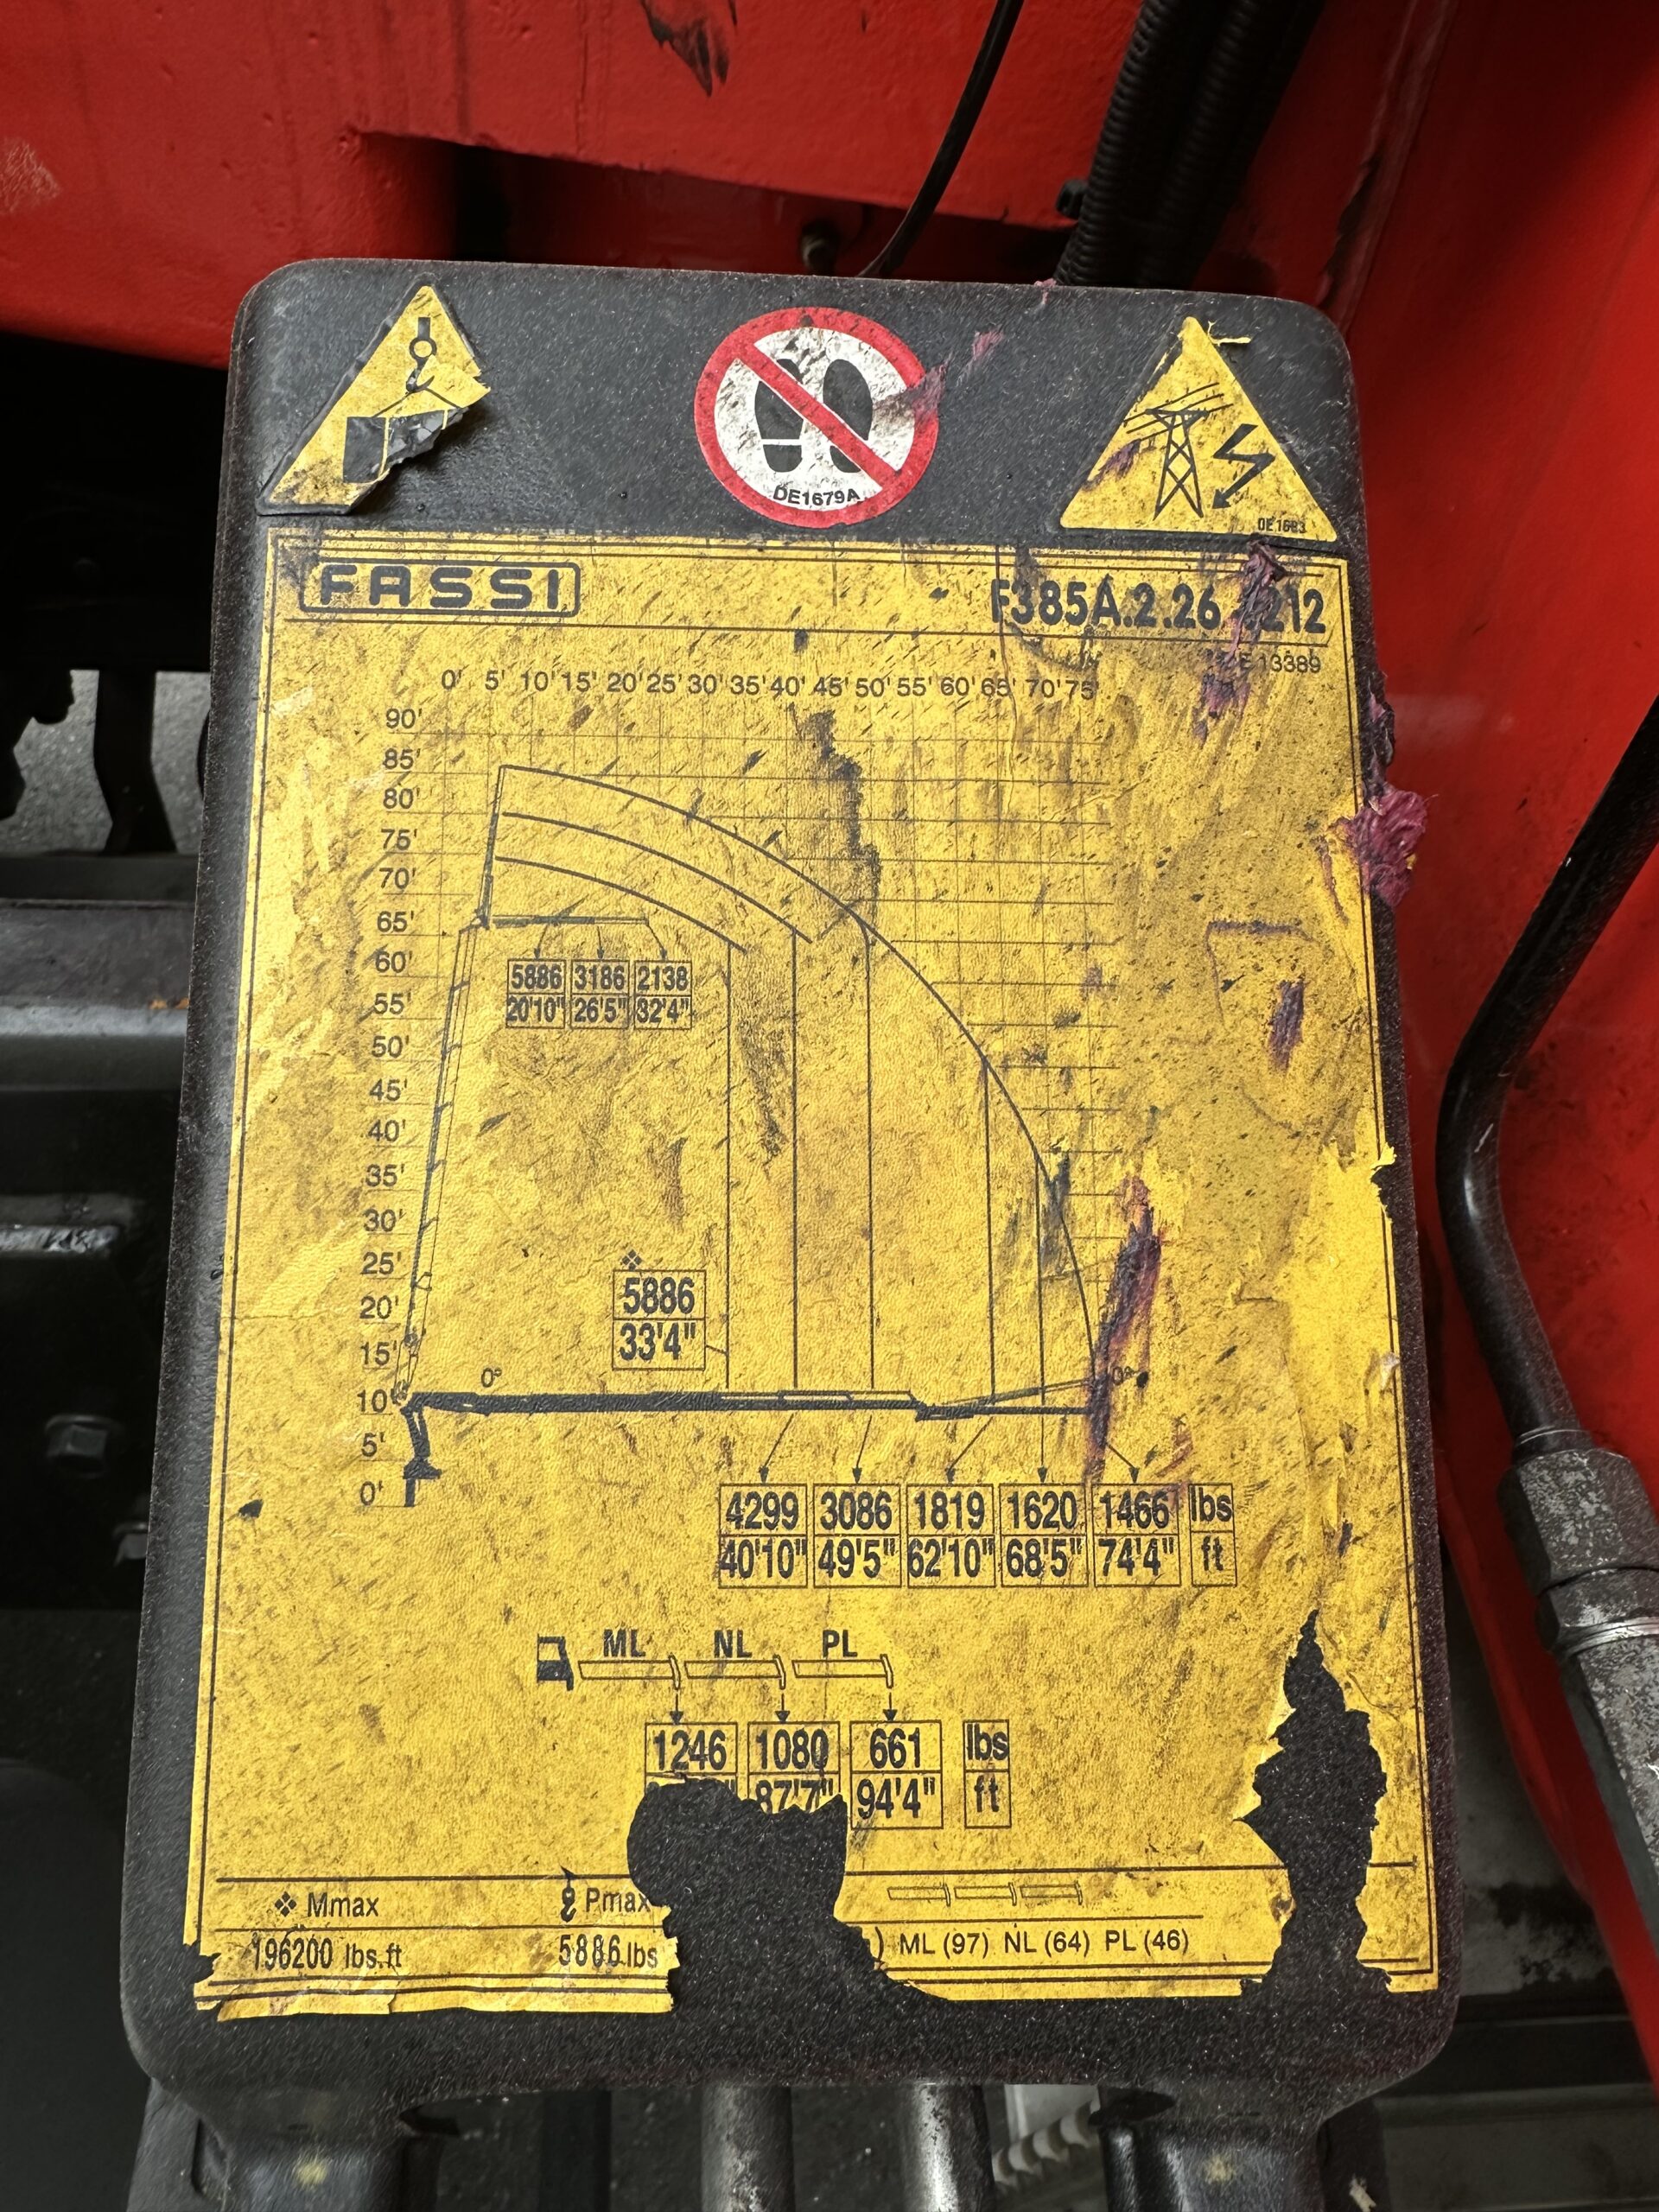 DE1679A
DE1683
FASSI
F385A.2.26 212
13389
0' 5' 10' 15' 20' 25' 30' 35' 40' 45' 50' 55' 60' 65' 70' 75'
90'
85'
80'
75'
70'
65'
60'
55'
50'
45'
40'
35'
30'
25'
20'
15'
10'
5'
0'
5886 3186 2138
20'10" 26'5" 32'4"
5886
33'4"
0° 0°
4299 3086 1819 1620 1466 lbs
40'10" 49'5" 62'10" 68'5" 74'4" ft
ML NL PL
1246 1080 661 lbs
87'7" 94'4" ft
Mmax Pmax
196200 lbs.ft 5886 lbs ) ML (97) NL (64) PL (46)